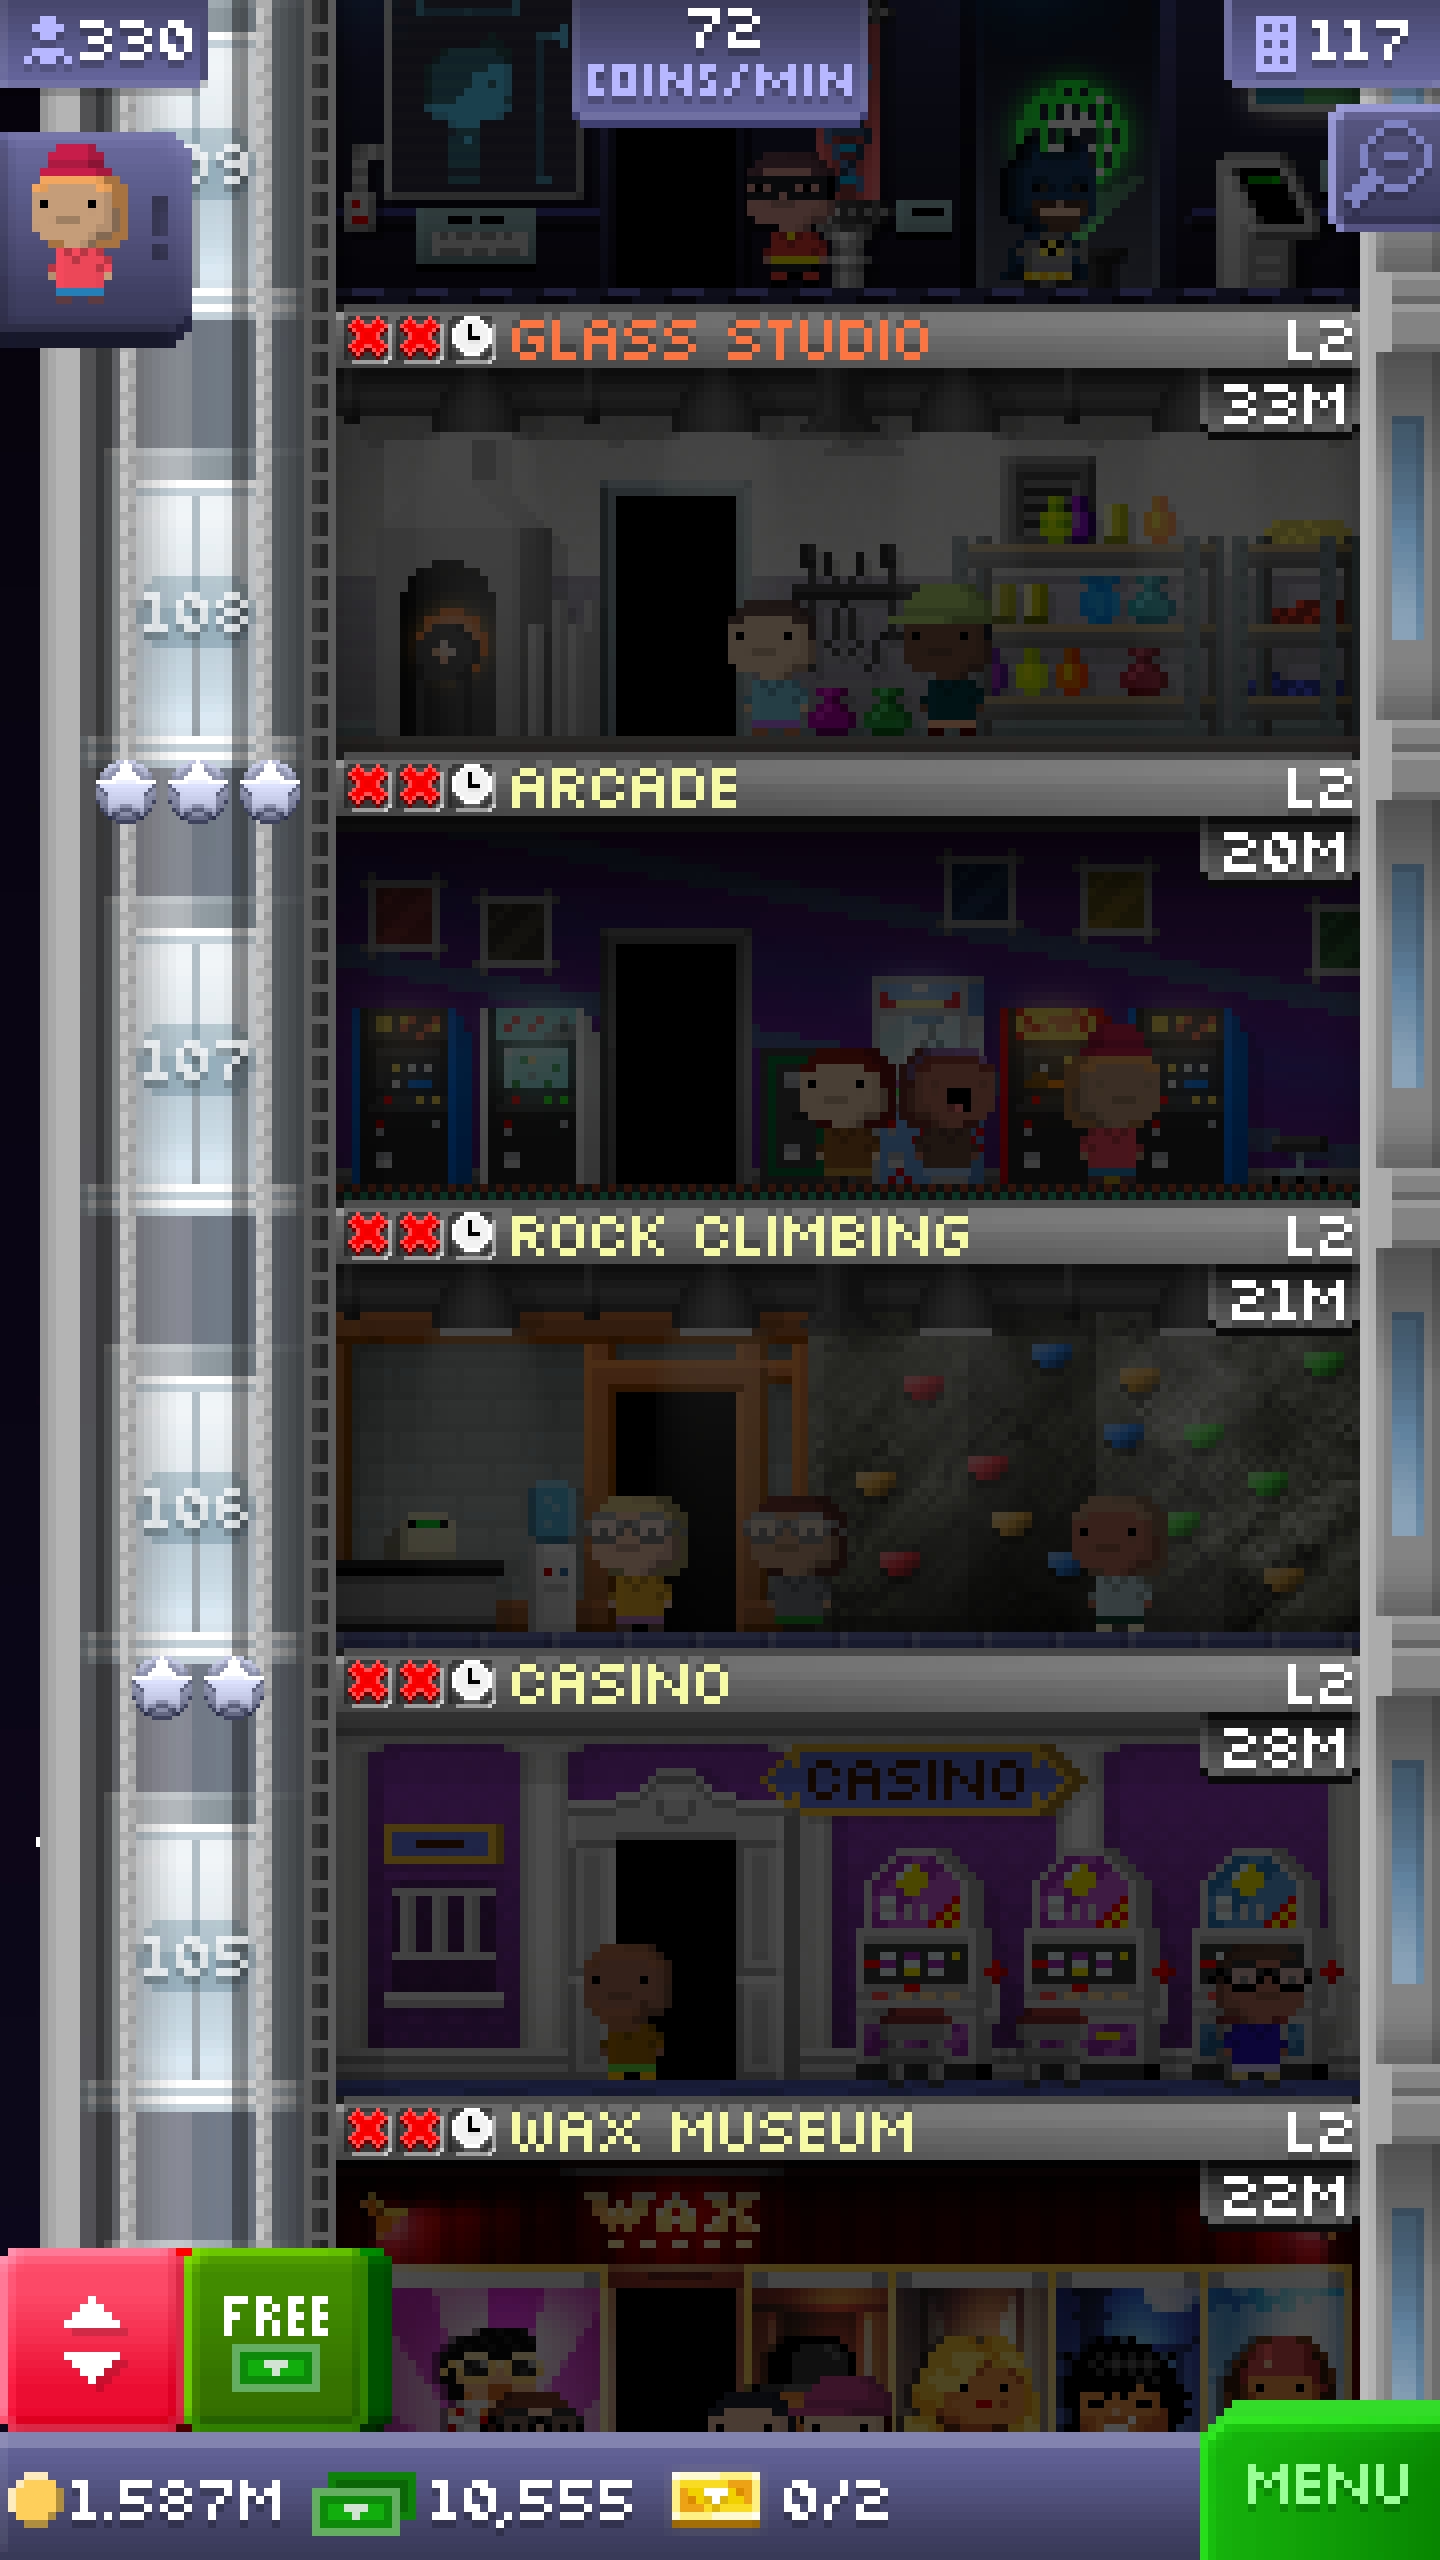 330
72
COINS/MIN
117
GLASS STUDIO L2
33M
108
ARCADE L2
20M
107
ROCK CLIMBING L2
21M
106
CASINO L2
28M
CASINO
105
WAX MUSEUM L2
22M
WAX
FREE
1.587M 10,555 0/2
MENU